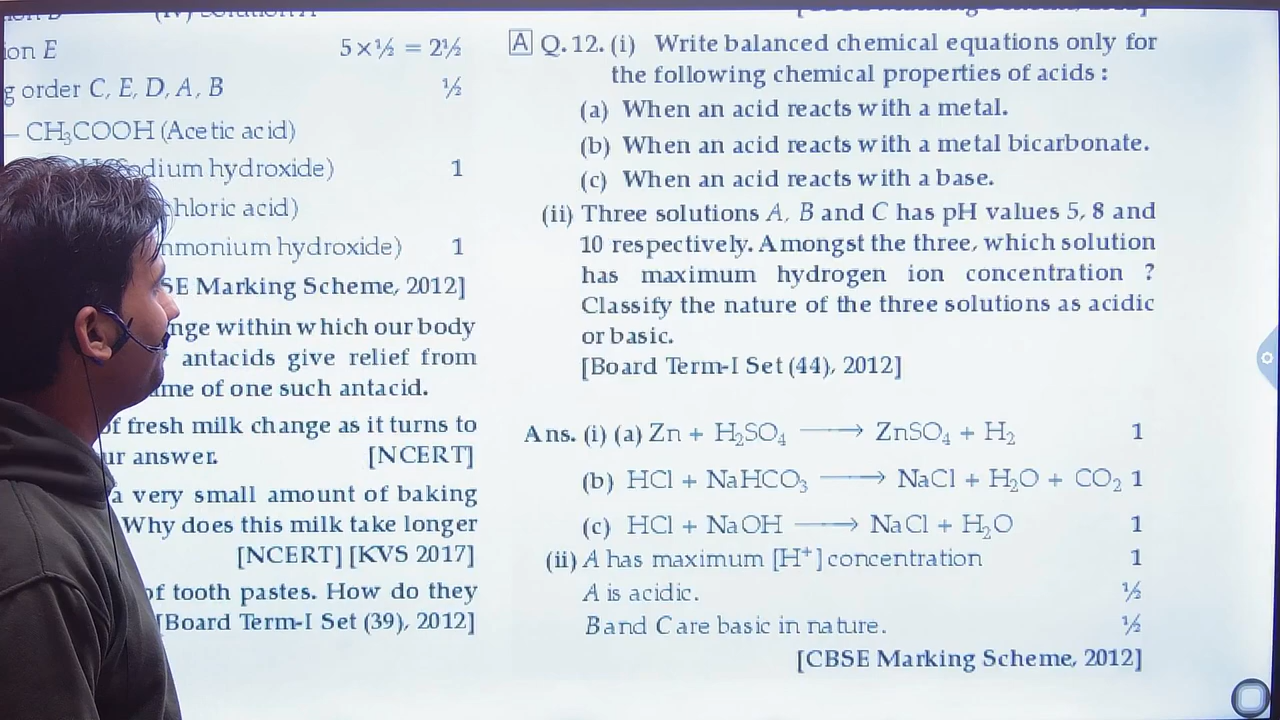 ion E 5 × ½ = 2½
g order C, E, D, A, B ½
– CH₃COOH (Acetic acid)
dium hydroxide) 1
hloric acid)
mmonium hydroxide) 1
SE Marking Scheme, 2012]
nge within which our body
antacids give relief from
me of one such antacid.
of fresh milk change as it turns to
ur answer. [NCERT]
a very small amount of baking
Why does this milk take longer
[NCERT] [KVS 2017]
of tooth pastes. How do they
[Board Term-I Set (39), 2012]
A Q. 12. (i) Write balanced chemical equations only for
the following chemical properties of acids :
(a) When an acid reacts with a metal.
(b) When an acid reacts with a metal bicarbonate.
(c) When an acid reacts with a base.
(ii) Three solutions A, B and C has pH values 5, 8 and
10 respectively. Amongst the three, which solution
has maximum hydrogen ion concentration ?
Classify the nature of the three solutions as acidic
or basic.
[Board Term-I Set (44), 2012]
Ans. (i) (a) Zn + H₂SO₄ ⟶ ZnSO₄ + H₂ 1
(b) HCl + NaHCO₃ ⟶ NaCl + H₂O + CO₂ 1
(c) HCl + NaOH ⟶ NaCl + H₂O 1
(ii) A has maximum [H⁺] concentration 1
A is acidic. ½
B and C are basic in nature. ½
[CBSE Marking Scheme, 2012]